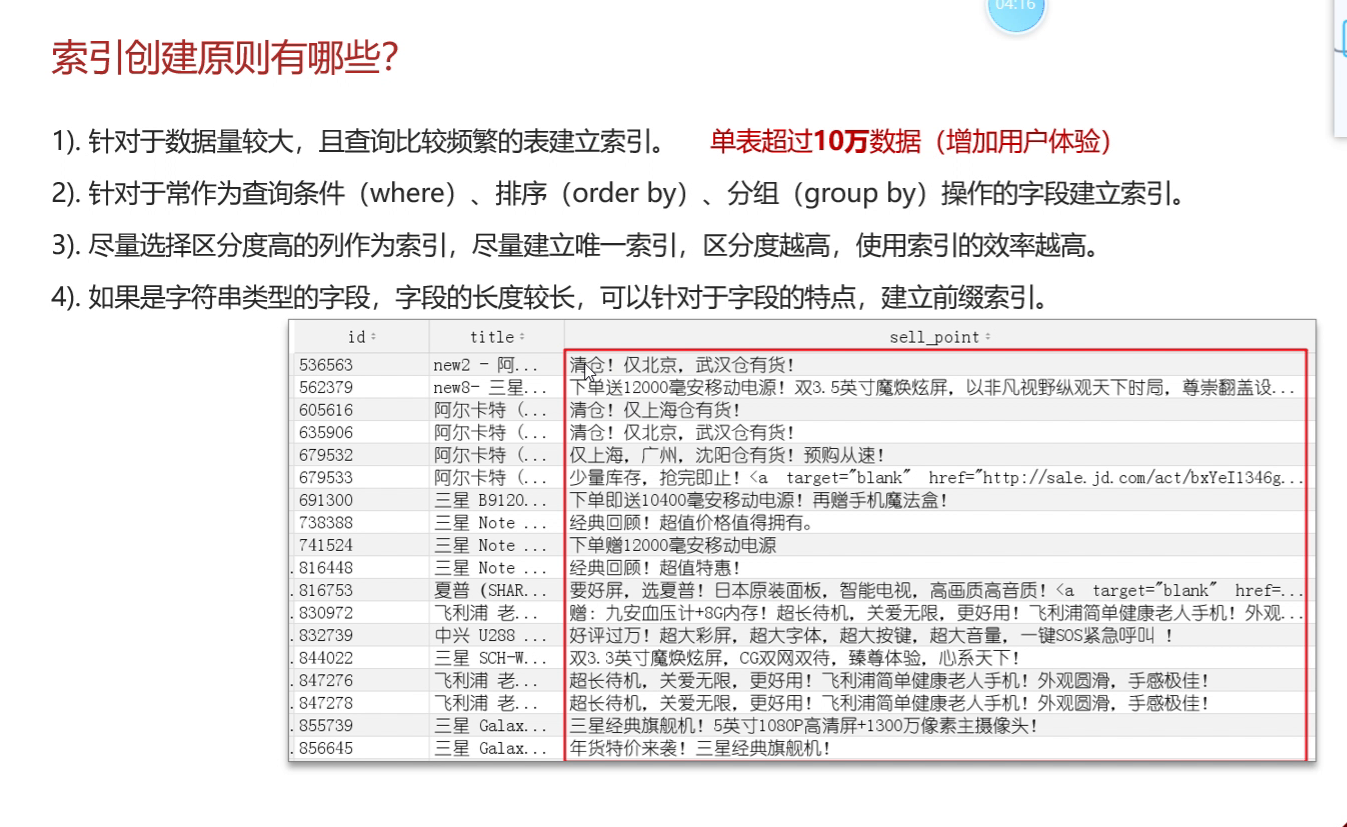 04:16
索引创建原则有哪些?
1). 针对于数据量较大，且查询比较频繁的表建立索引。 单表超过10万数据（增加用户体验）
2). 针对于常作为查询条件（where）、排序（order by）、分组（group by）操作的字段建立索引。
3). 尽量选择区分度高的列作为索引，尽量建立唯一索引，区分度越高，使用索引的效率越高。
4). 如果是字符串类型的字段，字段的长度较长，可以针对于字段的特点，建立前缀索引。
id title sell_point
536563 new2 - 阿... 清仓！仅北京，武汉仓有货！
562379 new8- 三星... 下单送12000毫安移动电源！双3.5英寸魔焕炫屏，以非凡视野纵观天下时局，尊崇翻盖设...
605616 阿尔卡特 (... 清仓！仅上海仓有货！
635906 阿尔卡特 (... 清仓！仅北京，武汉仓有货！
679532 阿尔卡特 (... 仅上海，广州，沈阳仓有货！预购从速！
679533 阿尔卡特 (... 少量库存，抢完即止！<a target="blank" href="http://sale.jd.com/act/bxYeI1346g...
691300 三星 B9120... 下单即送10400毫安移动电源！再赠手机魔法盒！
738388 三星 Note ... 经典回顾！超值价格值得拥有。
741524 三星 Note ... 下单赠12000毫安移动电源
816448 三星 Note ... 经典回顾！超值特惠！
816753 夏普 (SHAR... 要好屏，选夏普！日本原装面板，智能电视，高画质高音质！<a target="blank" href=...
830972 飞利浦 老... 赠：九安血压计+8G内存！超长待机，关爱无限，更好用！飞利浦简单健康老人手机！外观...
832739 中兴 U288 ... 好评过万！超大彩屏，超大字体，超大按键，超大音量，一键SOS紧急呼叫 ！
844022 三星 SCH-W... 双3.3英寸魔焕炫屏，CG双网双待，臻尊体验，心系天下！
847276 飞利浦 老... 超长待机，关爱无限，更好用！飞利浦简单健康老人手机！外观圆滑，手感极佳！
847278 飞利浦 老... 超长待机，关爱无限，更好用！飞利浦简单健康老人手机！外观圆滑，手感极佳！
855739 三星 Galax... 三星经典旗舰机！5英寸1080P高清屏+1300万像素主摄像头！
856645 三星 Galax... 年货特价来袭！三星经典旗舰机！